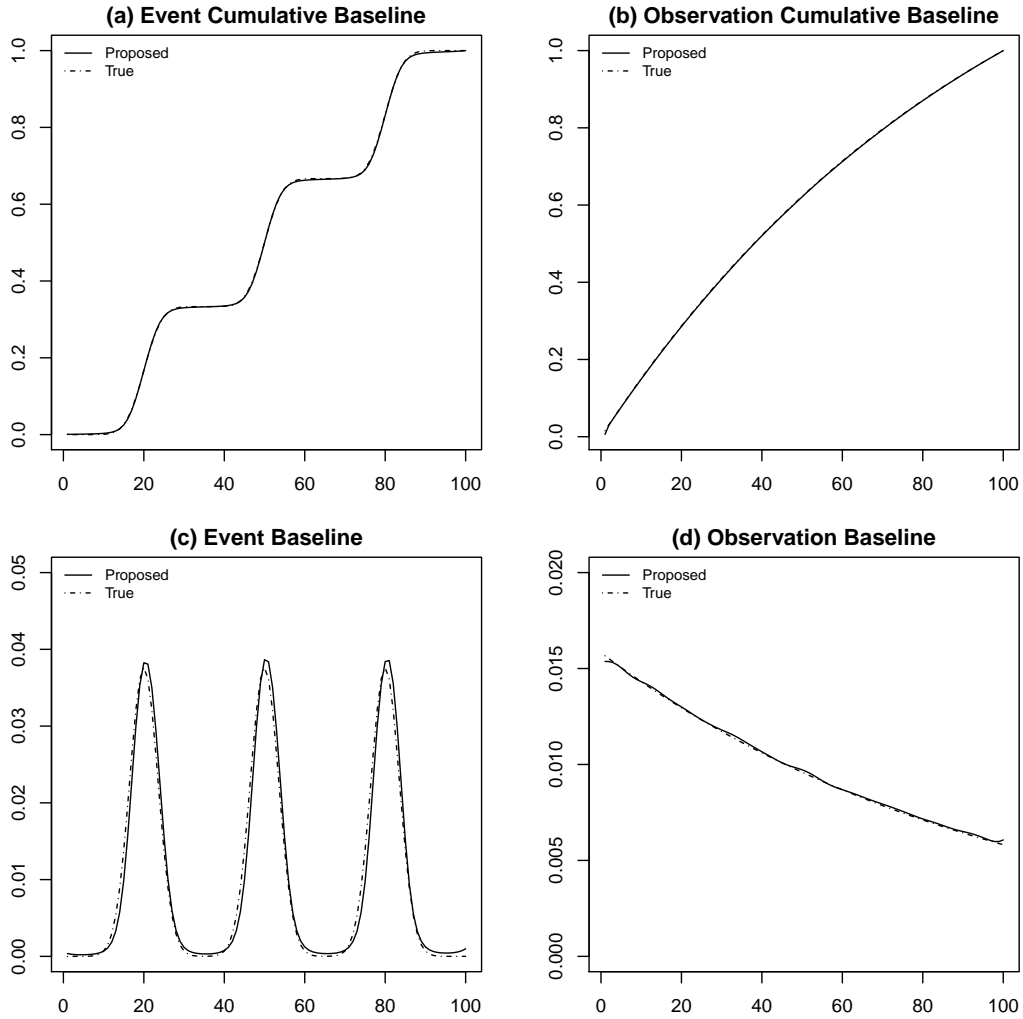 (a) Event Cumulative Baseline
Proposed
True
0.0
0.2
0.4
0.6
0.8
1.0
0 20 40 60 80 100
(b) Observation Cumulative Baseline
Proposed
True
0.0
0.2
0.4
0.6
0.8
1.0
0 20 40 60 80 100
(c) Event Baseline
Proposed
True
0.00
0.01
0.02
0.03
0.04
0.05
0 20 40 60 80 100
(d) Observation Baseline
Proposed
True
0.000
0.005
0.010
0.015
0.020
0 20 40 60 80 100